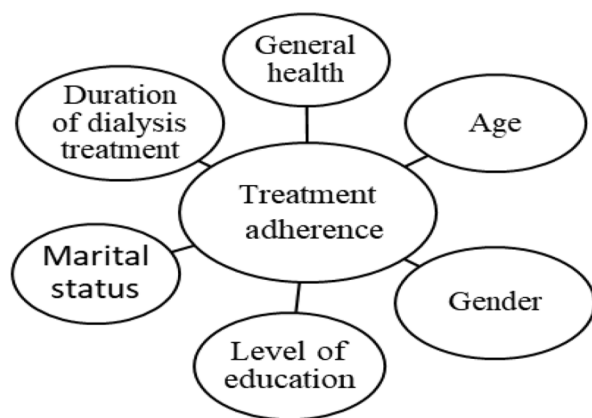 General
health
Duration
of dialysis
treatment
Age
Treatment
adherence
Marital
status
Gender
Level of
education